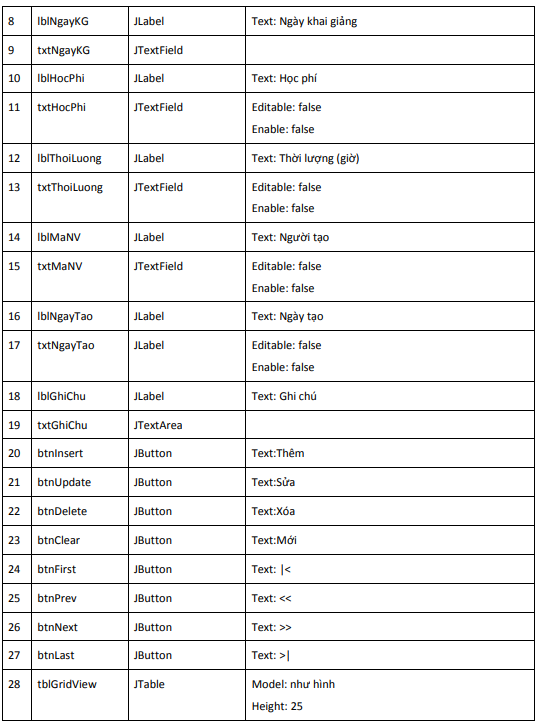 8 lblNgayKG JLabel Text: Ngày khai giảng
9 txtNgayKG JTextField
10 lblHocPhi JLabel Text: Học phí
11 txtHocPhi JTextField Editable: false
Enable: false
12 lblThoiLuong JLabel Text: Thời lượng (giờ)
13 txtThoiLuong JTextField Editable: false
Enable: false
14 lblMaNV JLabel Text: Người tạo
15 txtMaNV JTextField Editable: false
Enable: false
16 lblNgayTao JLabel Text: Ngày tạo
17 txtNgayTao JLabel Editable: false
Enable: false
18 lblGhiChu JLabel Text: Ghi chú
19 txtGhiChu JTextArea
20 btnInsert JButton Text:Thêm
21 btnUpdate JButton Text:Sửa
22 btnDelete JButton Text:Xóa
23 btnClear JButton Text:Mới
24 btnFirst JButton Text: |<
25 btnPrev JButton Text: <<
26 btnNext JButton Text: >>
27 btnLast JButton Text: >|
28 tblGridView JTable Model: như hình
Height: 25